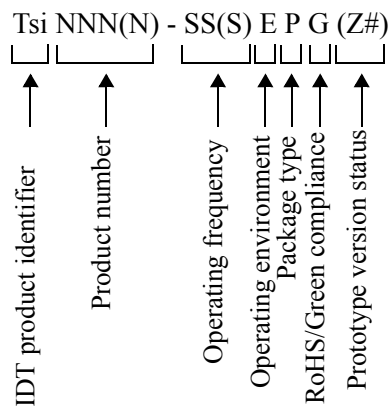 Tsi NNN(N) - SS(S) E P G (Z#)
IDT product identifier
Product number
Operating frequency
Operating environment
Package type
RoHS/Green compliance
Prototype version status